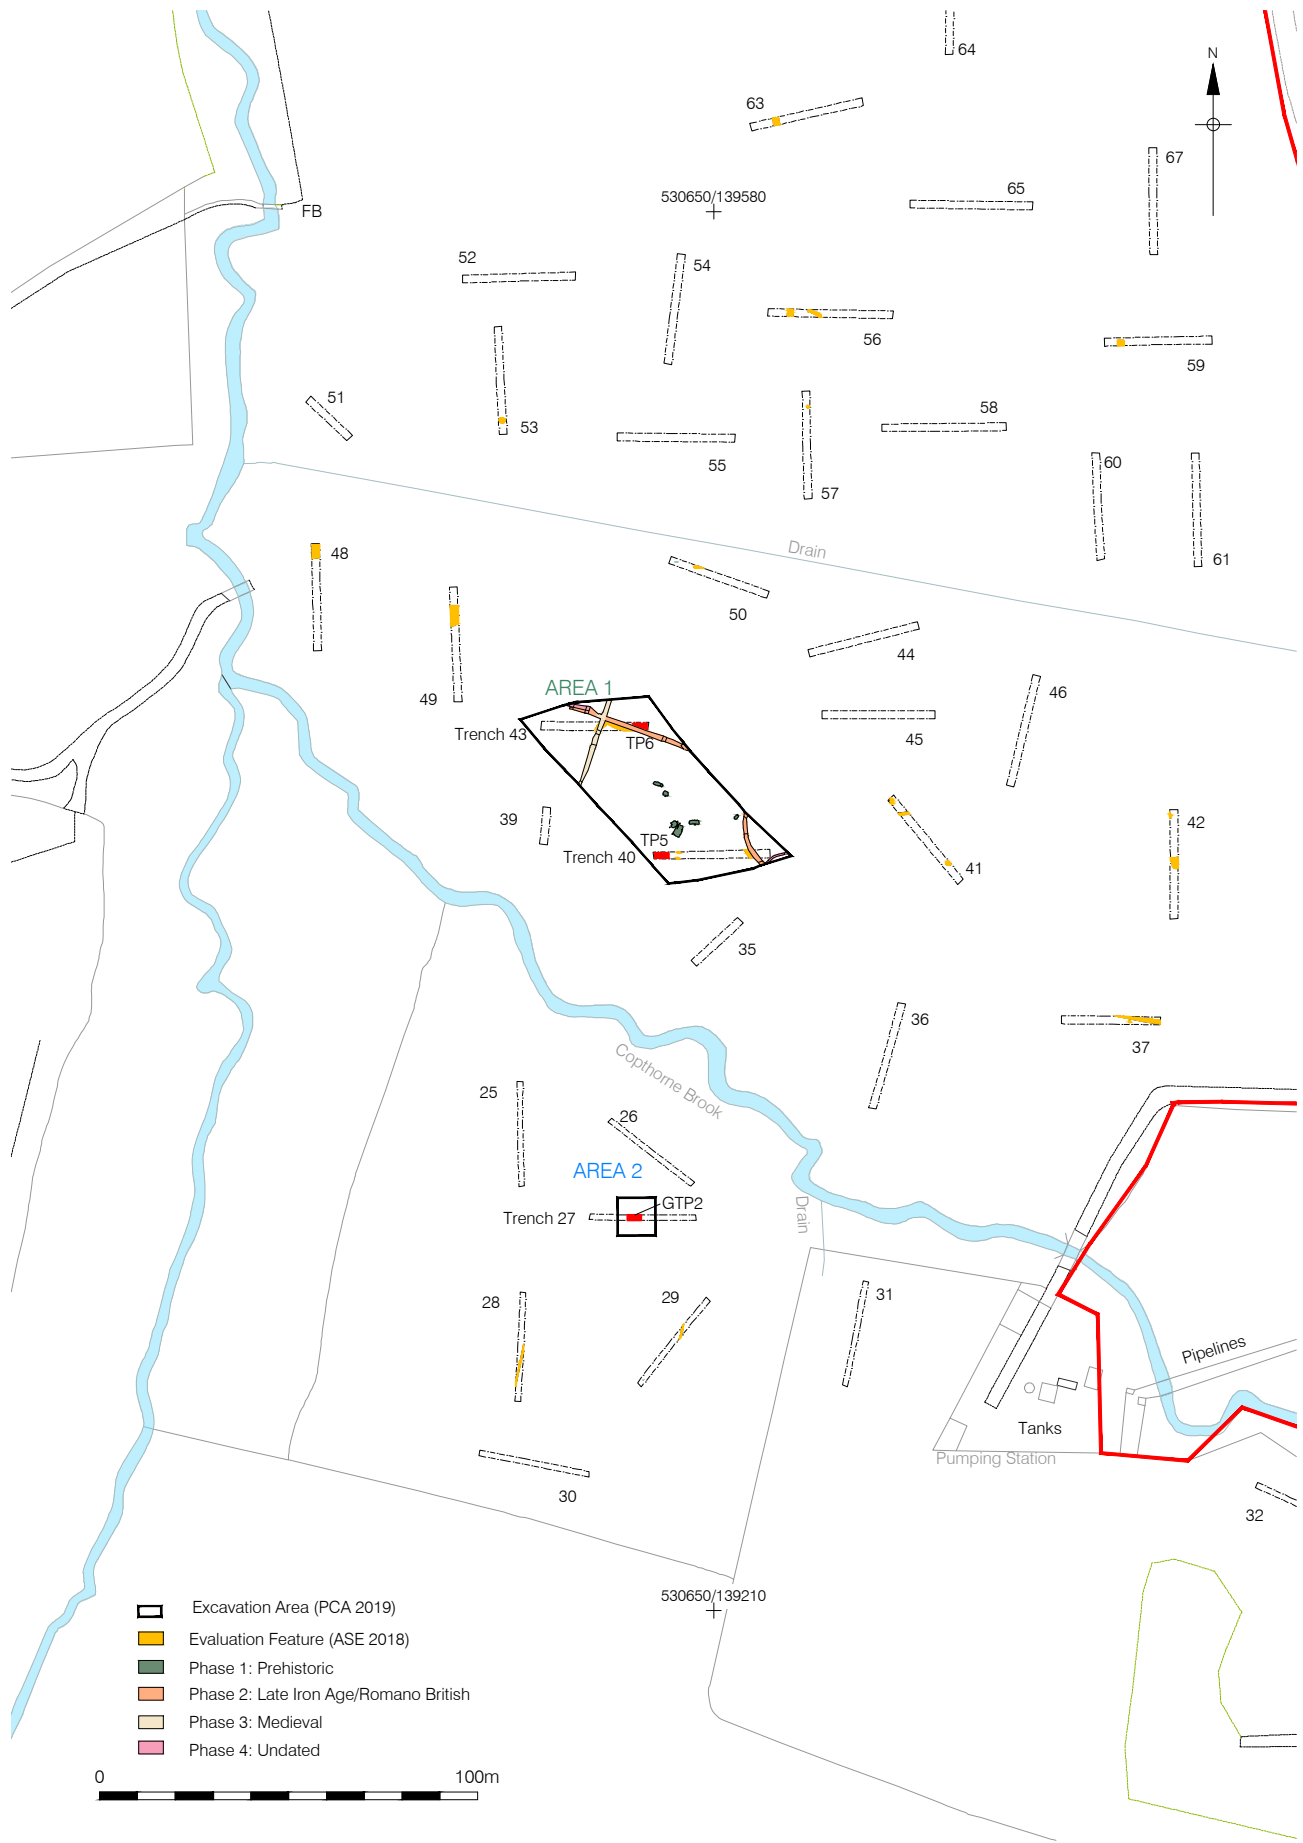 64
N
63
67
530650/139580
65
FB
52
54
56
59
51
58
53
55
60
57
Drain
61
48
50
44
46
AREA 1
49
Trench 43
45
TP6
39
42
TP5
Trench 40
41
35
36
37
Copthorne Brook
25
26
AREA 2
Drain
GTP2
Trench 27
31
28
29
Pipelines
Tanks
Pumping Station
30
32
530650/139210
Excavation Area (PCA 2019)
Evaluation Feature (ASE 2018)
Phase 1: Prehistoric
Phase 2: Late Iron Age/Romano British
Phase 3: Medieval
Phase 4: Undated
0 100m